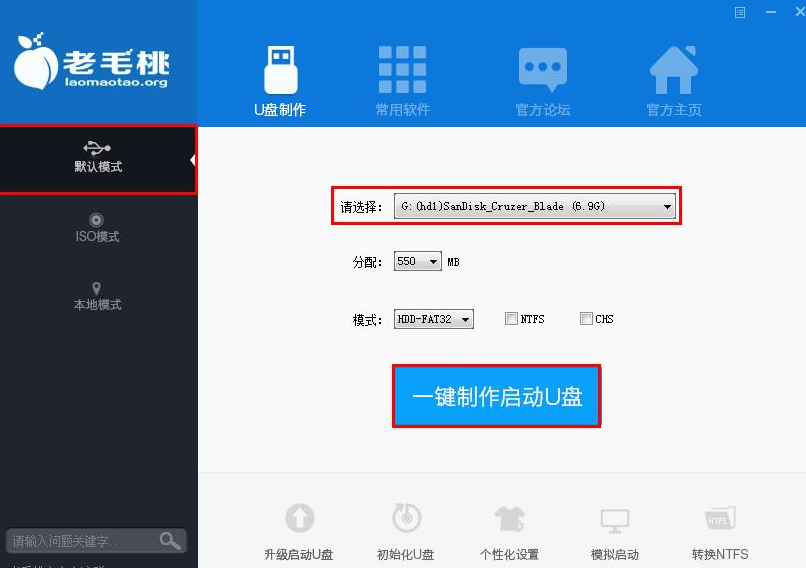 老毛桃
laomaotao.org
U盘制作
常用软件
官方论坛
官方主页
默认模式
ISO模式
本地模式
请选择: G:(hd1)SanDisk_Cruzer_Blade (6.9G)
分配: 550 MB
模式: HDD-FAT32 NTFS CHS
一键制作启动U盘
请输入问题关键字...
NTFS
升级启动U盘
初始化U盘
个性化设置
模拟启动
转换NTFS